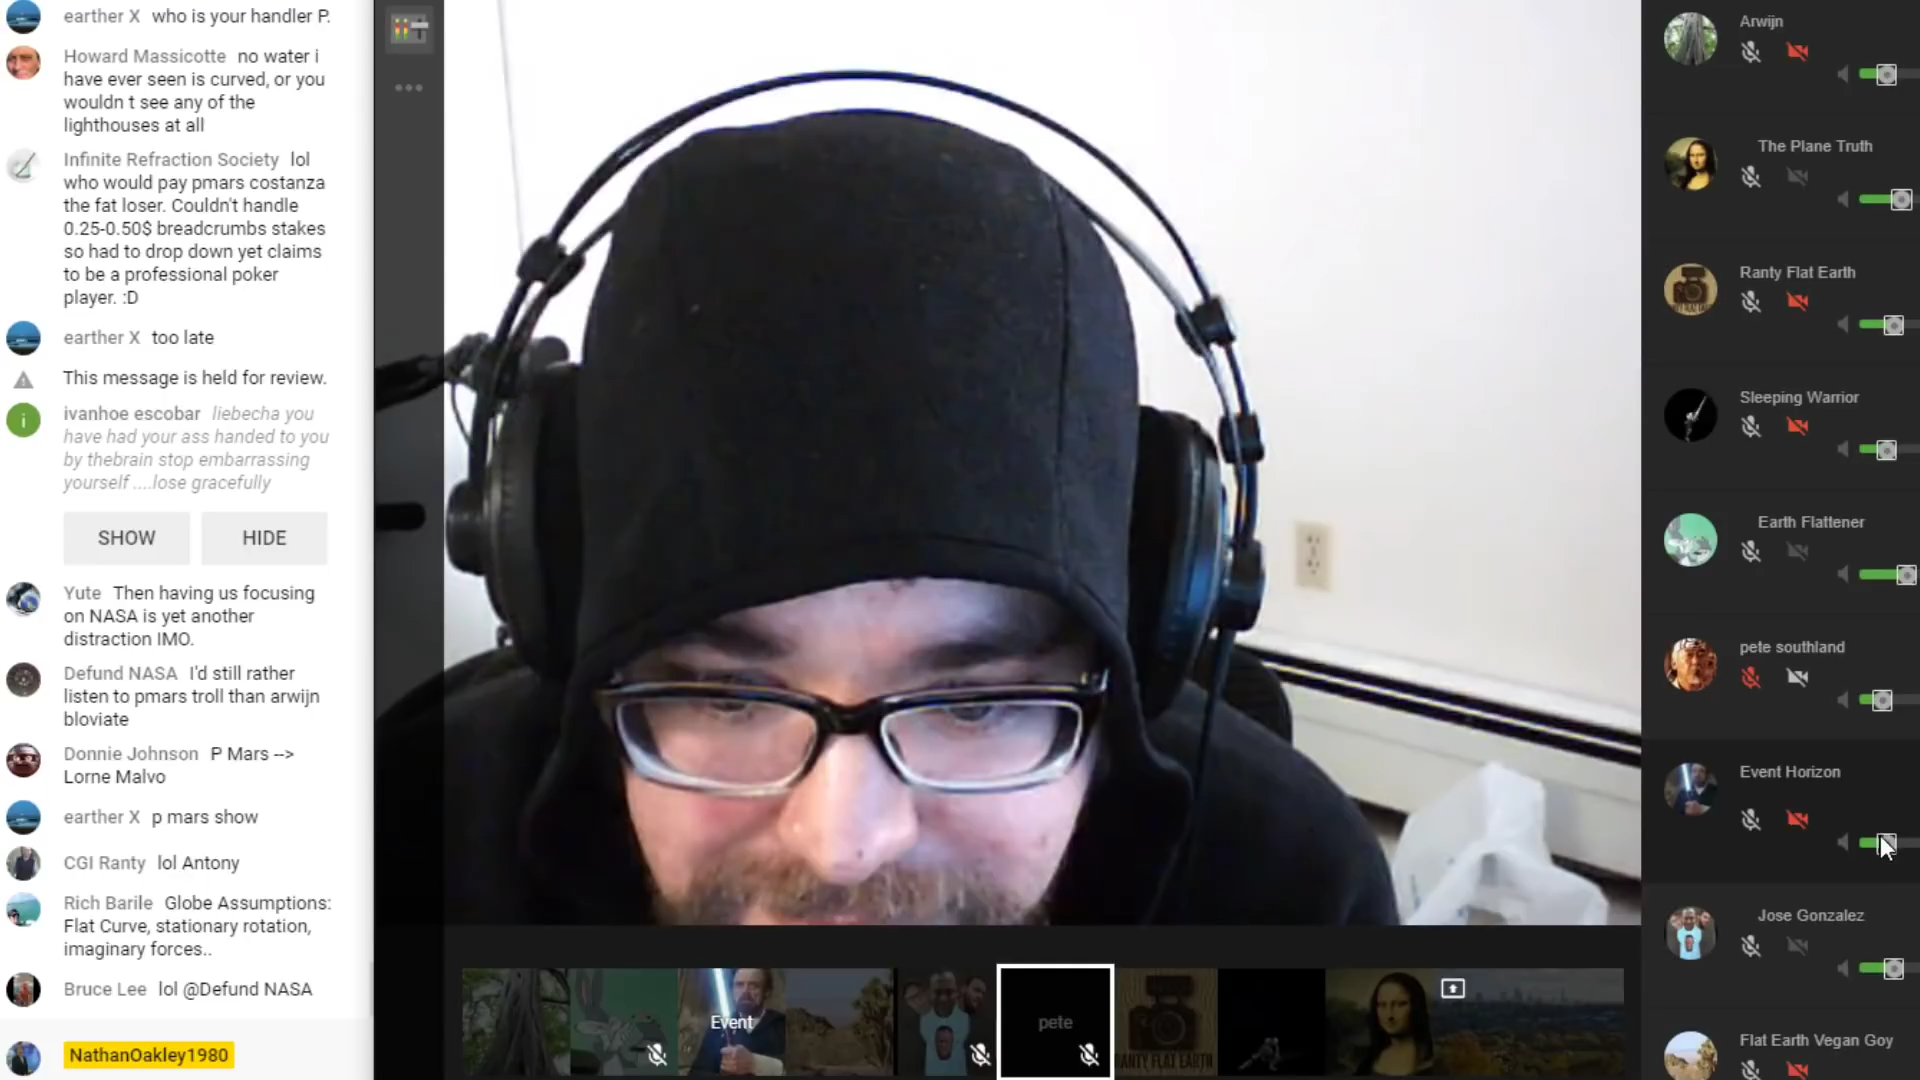 earther X who is your handler P.
Howard Massicotte no water i
have ever seen is curved, or you
wouldn t see any of the
lighthouses at all
Infinite Refraction Society lol
who would pay pmars costanza
the fat loser. Couldn't handle
0.25-0.50$ breadcrumbs stakes
so had to drop down yet claims
to be a professional poker
player. :D
earther X too late
This message is held for review.
i
ivanhoe escobar liebecha you
have had your ass handed to you
by thebrain stop embarrassing
yourself ....lose gracefully
SHOW HIDE
Yute Then having us focusing
on NASA is yet another
distraction IMO.
Defund NASA I'd still rather
listen to pmars troll than arwijn
bloviate
Donnie Johnson P Mars -->
Lorne Malvo
earther X p mars show
CGI Ranty lol Antony
Rich Barile Globe Assumptions:
Flat Curve, stationary rotation,
imaginary forces..
Bruce Lee lol @Defund NASA
NathanOakley1980
Event
pete
RANTY FLAT EARTH
Arwijn
The Plane Truth
Ranty Flat Earth
Sleeping Warrior
Earth Flattener
pete southland
Event Horizon
Jose Gonzalez
Flat Earth Vegan Goy